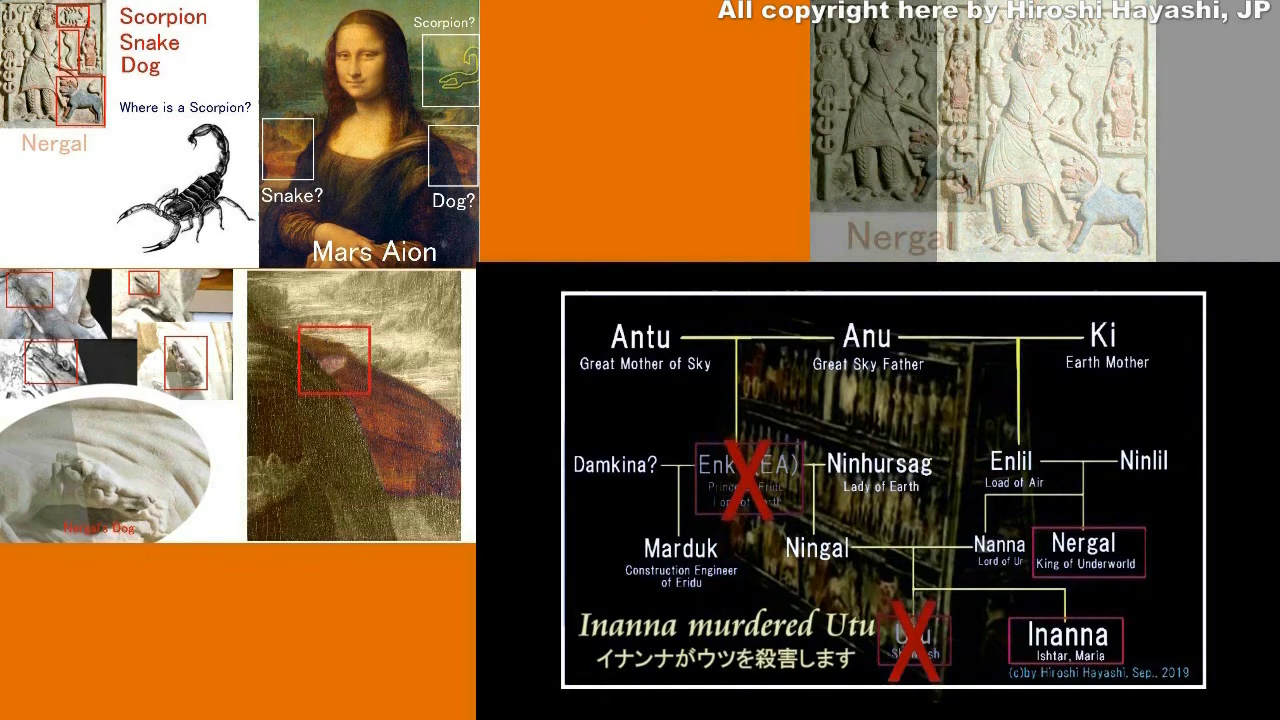 All copyright here by Hiroshi Hayashi, JP
Scorpion
Snake
Dog
Where is a Scorpion?
Nergal
Scorpion?
Snake?
Dog?
Mars Aion
Nergal
Nergal's Dog
Antu
Great Mother of Sky
Anu
Great Sky Father
Ki
Earth Mother
Damkina?
(EA)
Ninhursag
Lady of Earth
Enlil
Load of Air
Ninlil
Marduk
Construction Engineer
of Eridu
Ningal
Nanna
Lord of Ur
Nergal
King of Underworld
Inanna murdered Utu
イナンナがウツを殺害します
Inanna
Ishtar, Maria
(c)by Hiroshi Hayashi, Sep., 2019